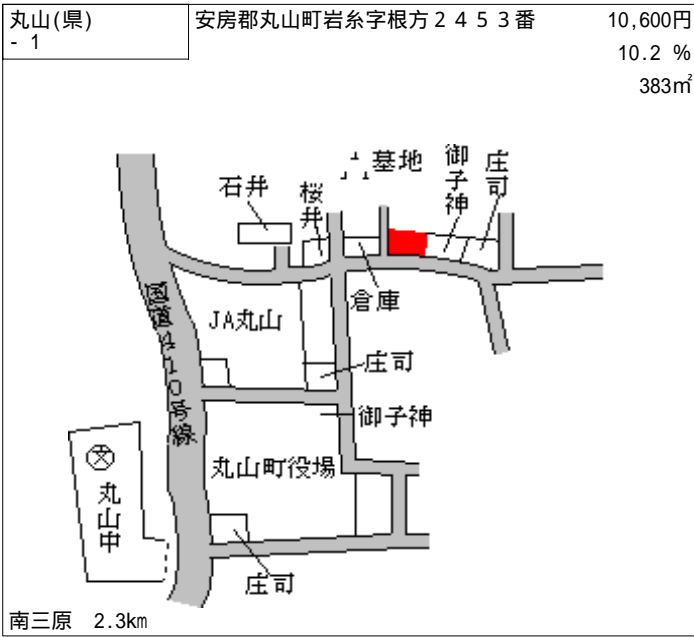 丸山(県)
- 1
安房郡丸山町岩糸字根方２４５３番
10,600円
10.2 %
383㎡
墓地
御子神
庄司
石井
桜井
倉庫
国道410号線
JA丸山
庄司
御子神
丸山町役場
文
丸山中
庄司
南三原 2.3km